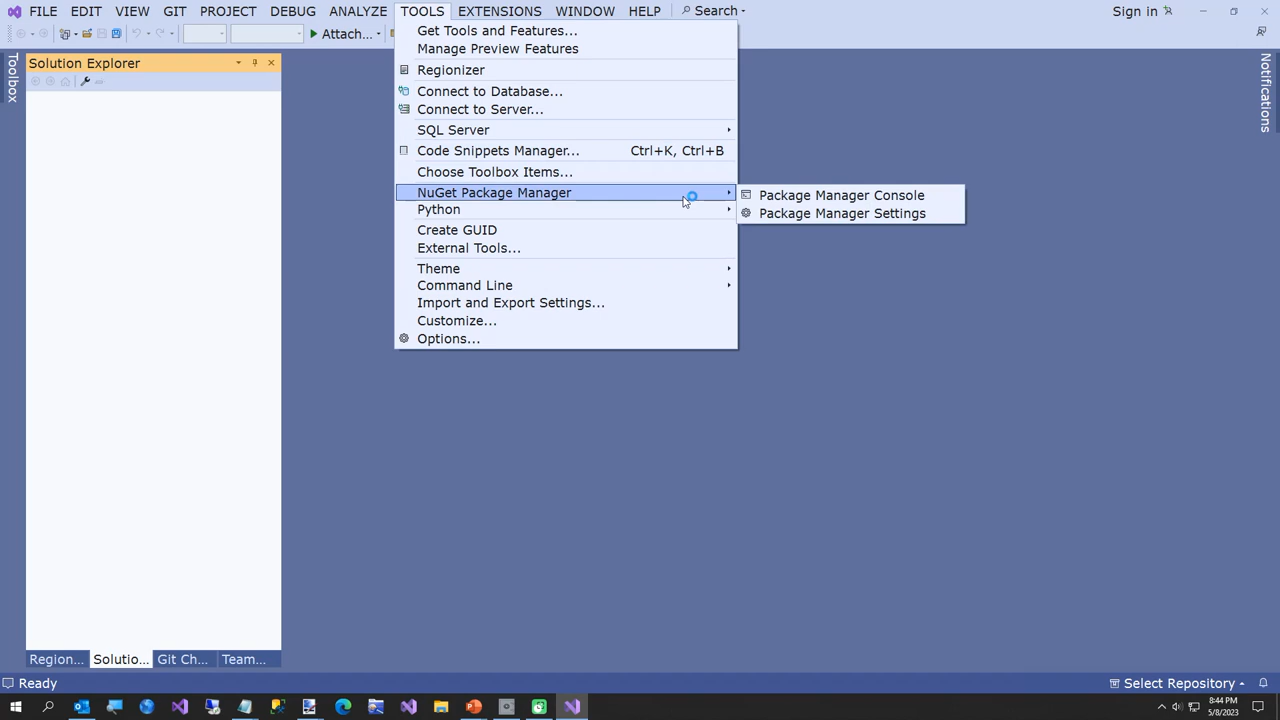 FILE EDIT VIEW GIT PROJECT DEBUG ANALYZE TOOLS EXTENSIONS WINDOW HELP Search Sign in
Attach...
Toolbox
Solution Explorer
Get Tools and Features...
Manage Preview Features
Regionizer
Connect to Database...
Connect to Server...
SQL Server
Code Snippets Manager... Ctrl+K, Ctrl+B
Choose Toolbox Items...
NuGet Package Manager
Package Manager Console
Package Manager Settings
Python
Create GUID
External Tools...
Theme
Command Line
Import and Export Settings...
Customize...
Options...
Notifications
Region... Solutio... Git Ch... Team...
Ready
Select Repository
8:44 PM
5/8/2023